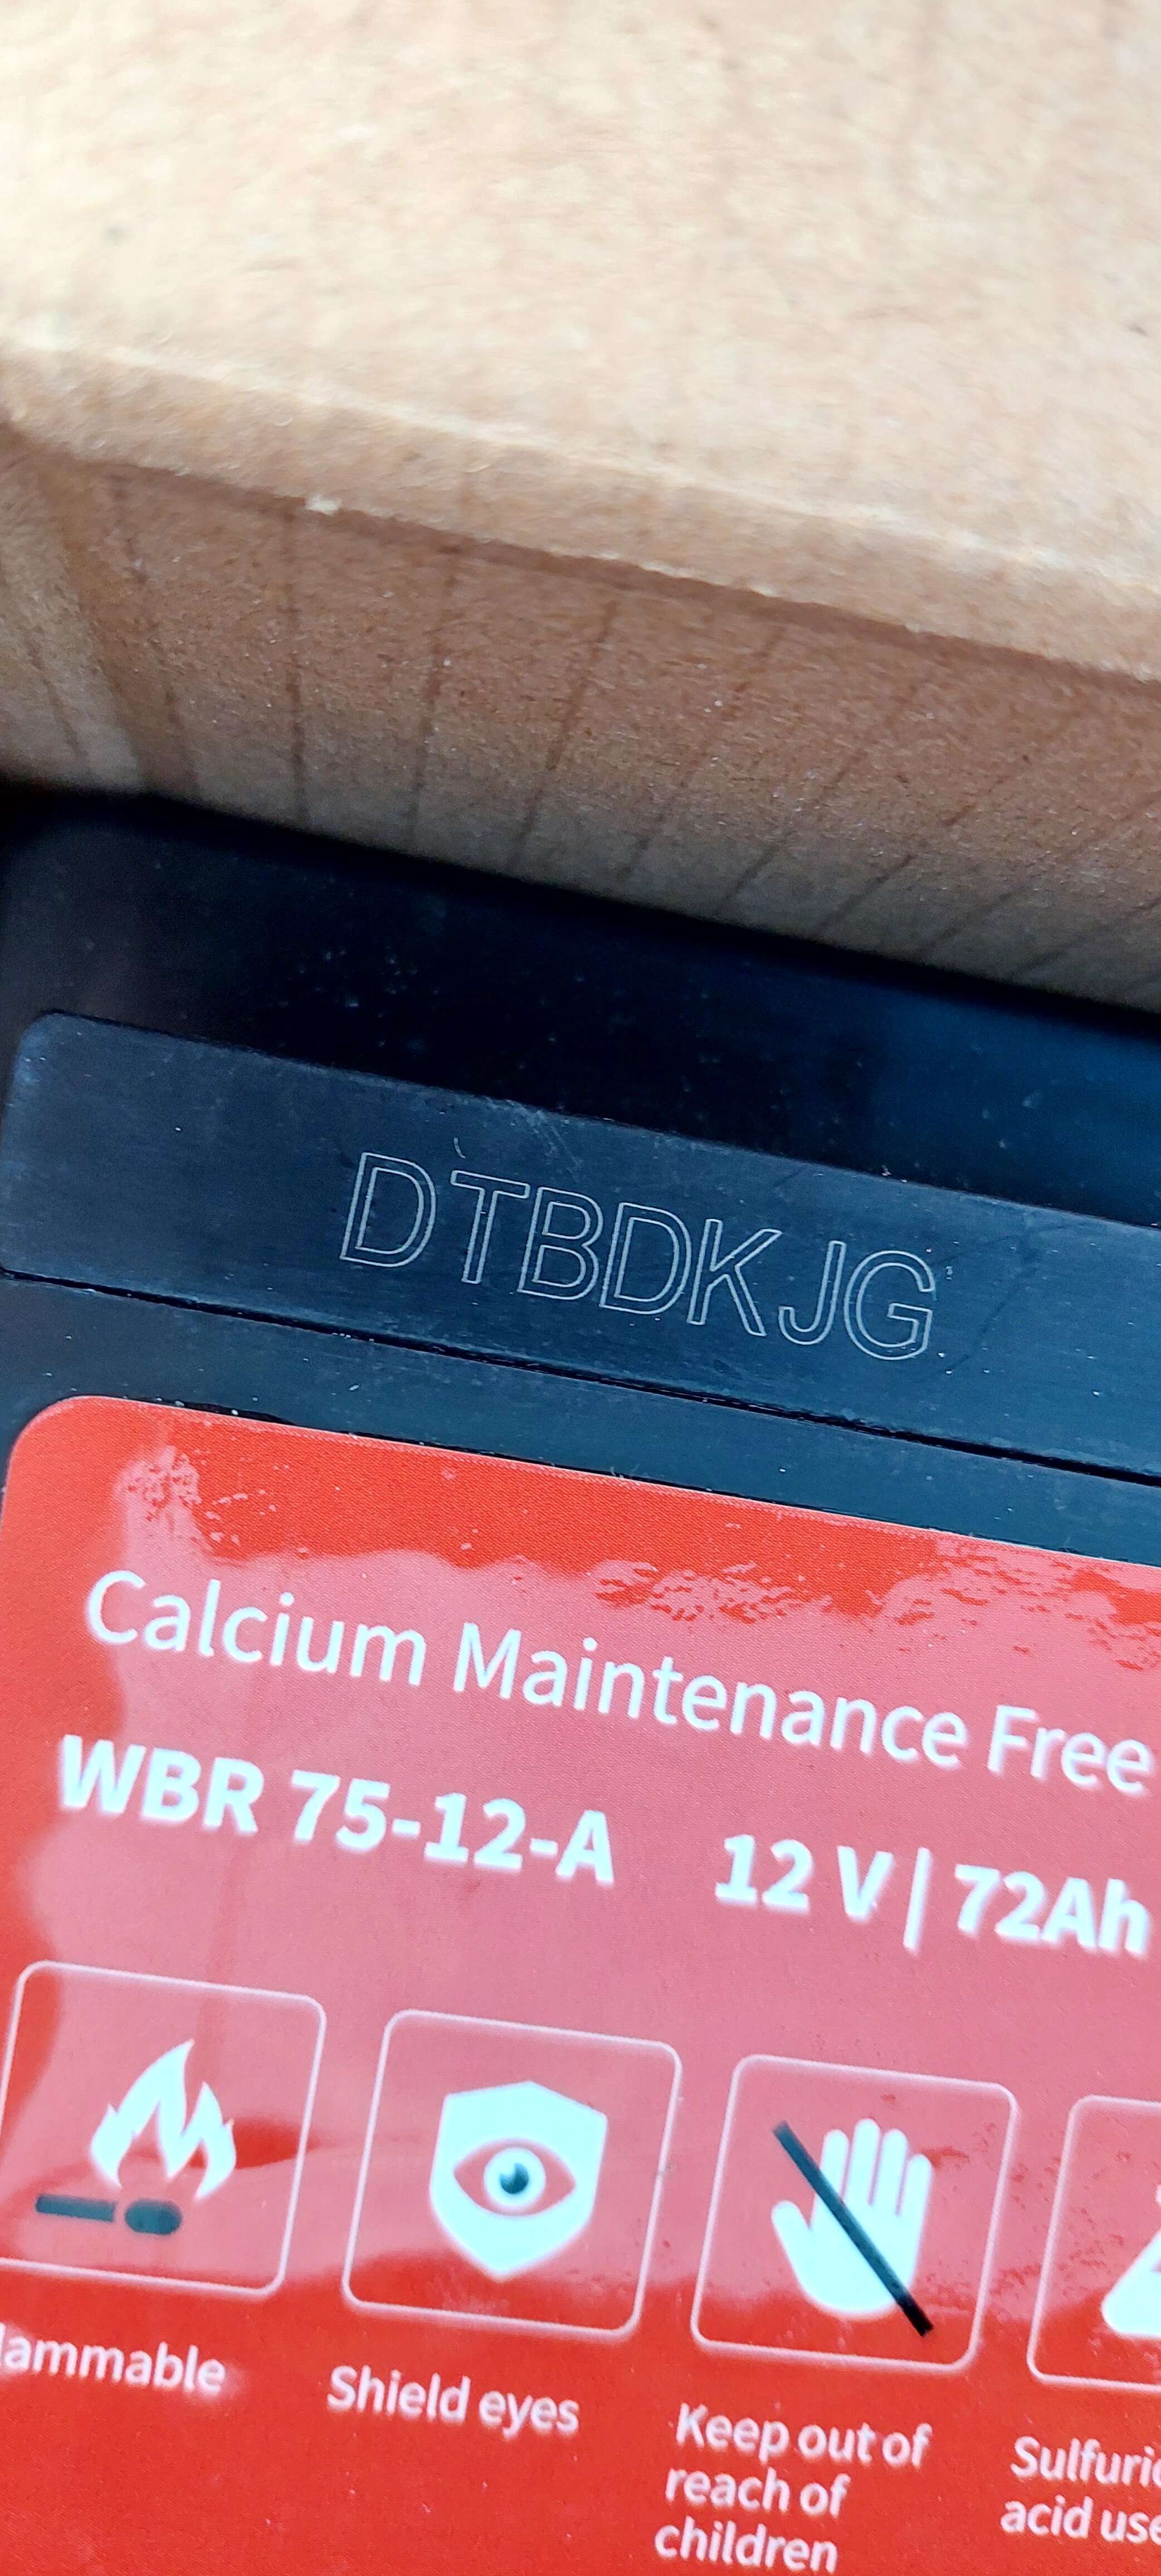 DTBDKJG
Calcium Maintenance Free
WBR 75-12-A 12 V | 72Ah
lammable
Shield eyes
Keep out of
reach of
children
Sulfuric
acid use